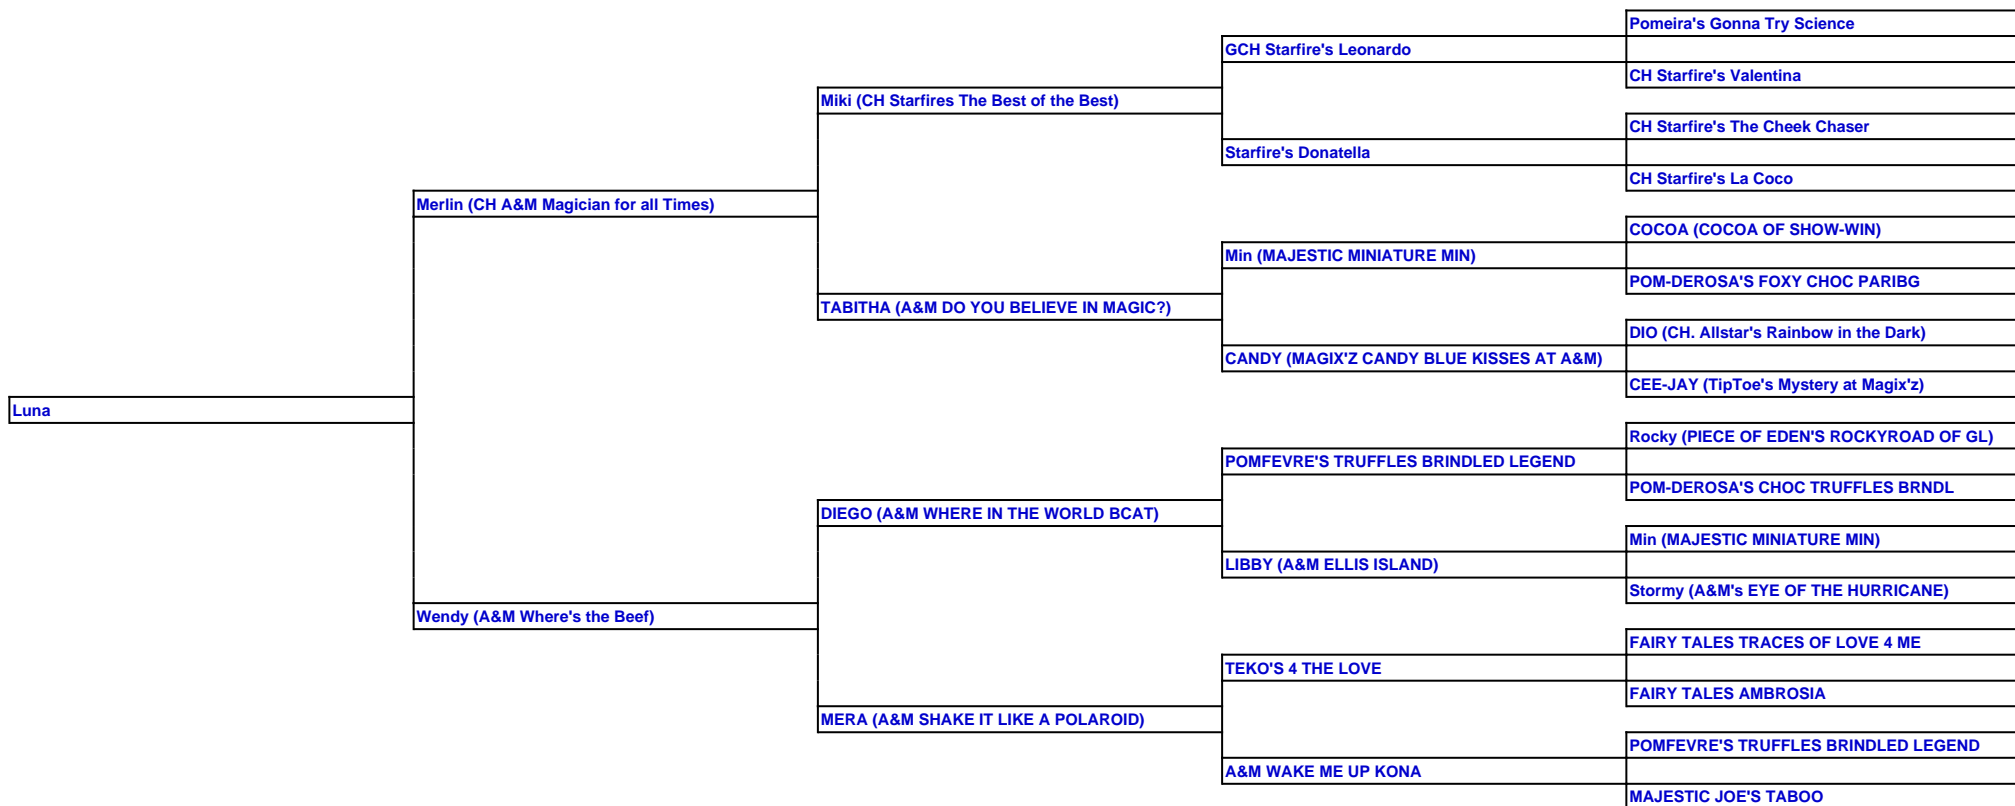 Pomeira's Gonna Try Science
GCH Starfire's Leonardo
CH Starfire's Valentina
Miki (CH Starfires The Best of the Best)
CH Starfire's The Cheek Chaser
Starfire's Donatella
CH Starfire's La Coco
Merlin (CH A&M Magician for all Times)
COCOA (COCOA OF SHOW-WIN)
Min (MAJESTIC MINIATURE MIN)
POM-DEROSA'S FOXY CHOC PARIBG
TABITHA (A&M DO YOU BELIEVE IN MAGIC?)
DIO (CH. Allstar's Rainbow in the Dark)
CANDY (MAGIX'Z CANDY BLUE KISSES AT A&M)
CEE-JAY (TipToe's Mystery at Magix'z)
Luna
Rocky (PIECE OF EDEN'S ROCKYROAD OF GL)
POMFEVRE'S TRUFFLES BRINDLED LEGEND
POM-DEROSA'S CHOC TRUFFLES BRNDL
DIEGO (A&M WHERE IN THE WORLD BCAT)
Min (MAJESTIC MINIATURE MIN)
LIBBY (A&M ELLIS ISLAND)
Stormy (A&M's EYE OF THE HURRICANE)
Wendy (A&M Where's the Beef)
FAIRY TALES TRACES OF LOVE 4 ME
TEKO'S 4 THE LOVE
FAIRY TALES AMBROSIA
MERA (A&M SHAKE IT LIKE A POLAROID)
POMFEVRE'S TRUFFLES BRINDLED LEGEND
A&M WAKE ME UP KONA
MAJESTIC JOE'S TABOO